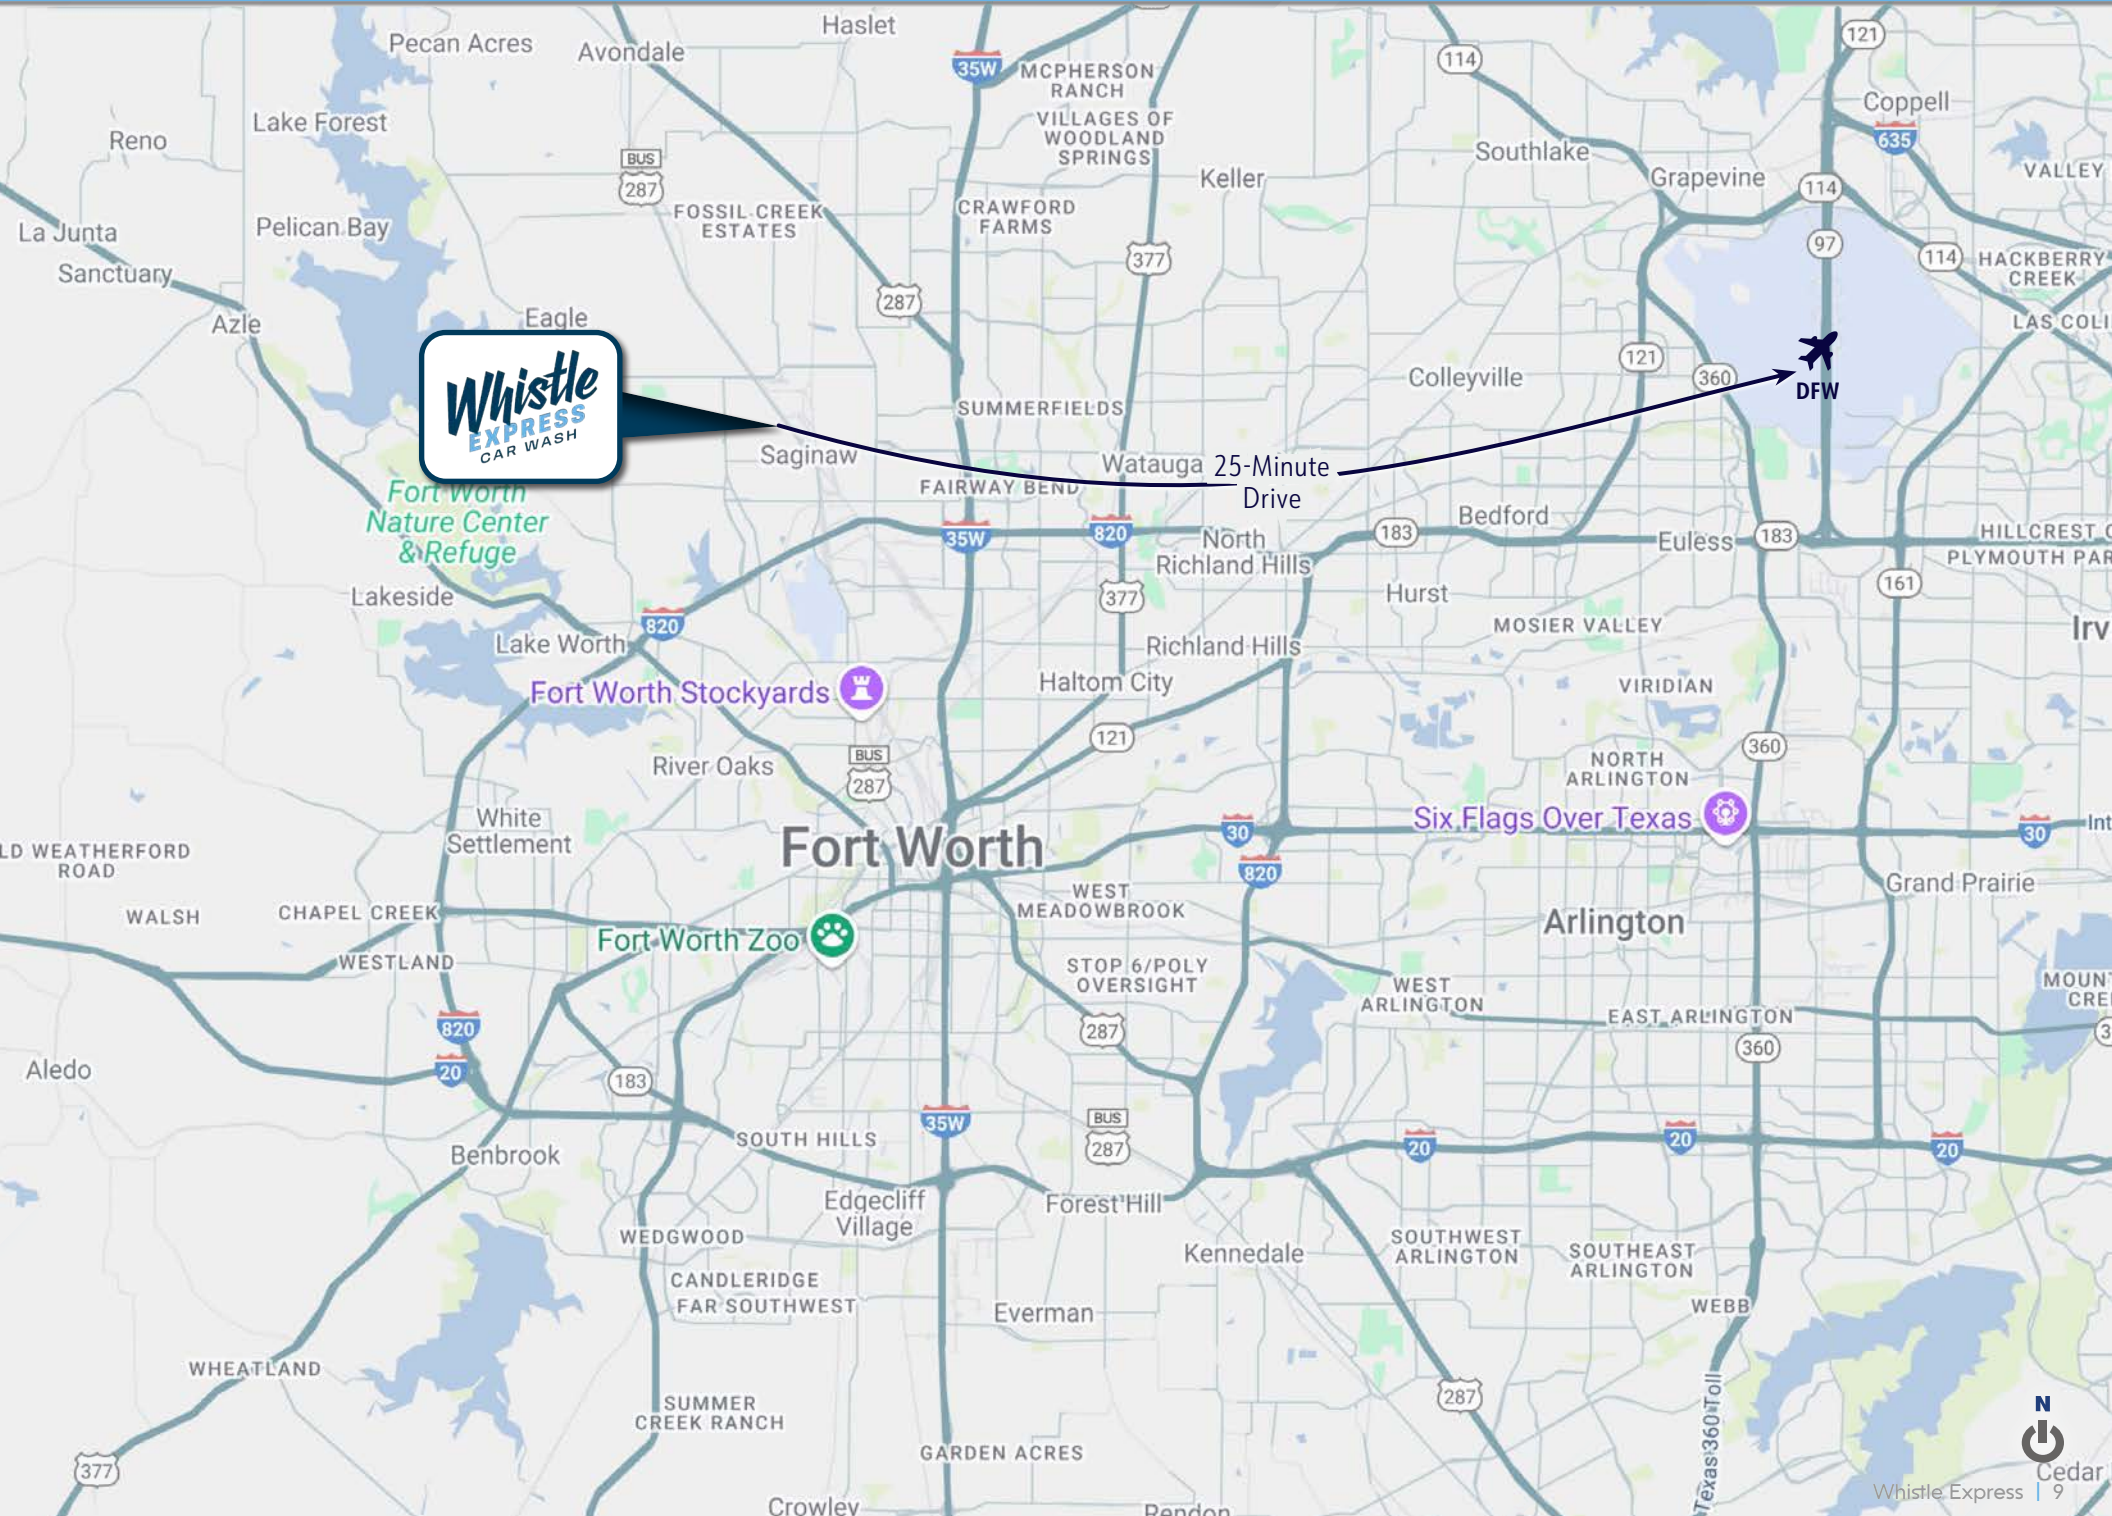 Haslet
Pecan Acres
Avondale
121
114
35W
MCPHERSON
RANCH
Coppell
Lake Forest
VILLAGES OF
WOODLAND
SPRINGS
Reno
635
BUS
287
Southlake
VALLEY
Keller
Grapevine
114
FOSSIL CREEK
ESTATES
CRAWFORD
FARMS
La Junta
Pelican Bay
97
377
114
HACKBERRY
CREEK
Sanctuary
287
Azle
Eagle
LAS COLI
121
Whistle
EXPRESS
CAR WASH
Colleyville
360
DFW
SUMMERFIELDS
Saginaw
Watauga
25-Minute
Drive
FAIRWAY BEND
Fort Worth
Nature Center
& Refuge
35W
820
North
Richland Hills
183
Bedford
Euless
183
HILLCREST
PLYMOUTH PAR
Lakeside
377
Hurst
161
820
MOSIER VALLEY
Irv
Lake Worth
Richland Hills
Fort Worth Stockyards
Haltom City
VIRIDIAN
121
360
BUS
287
River Oaks
NORTH
ARLINGTON
White
Settlement
Fort Worth
30
Six Flags Over Texas
30
Int
LD WEATHERFORD
ROAD
820
Grand Prairie
WEST
MEADOWBROOK
WALSH
CHAPEL CREEK
Arlington
Fort Worth Zoo
WESTLAND
STOP 6/POLY
OVERSIGHT
WEST
ARLINGTON
MOUN
CRE
EAST ARLINGTON
820
287
3
360
Aledo
20
183
35W
BUS
287
SOUTH HILLS
20
20
20
Benbrook
Edgecliff
Village
Forest Hill
WEDGWOOD
Kennedale
SOUTHWEST
ARLINGTON
SOUTHEAST
ARLINGTON
CANDLERIDGE
FAR SOUTHWEST
Everman
WEBB
WHEATLAND
SUMMER
CREEK RANCH
287
Texas 360 Toll
N
GARDEN ACRES
377
Cedar
Crowley
Rendon
Whistle Express | 9